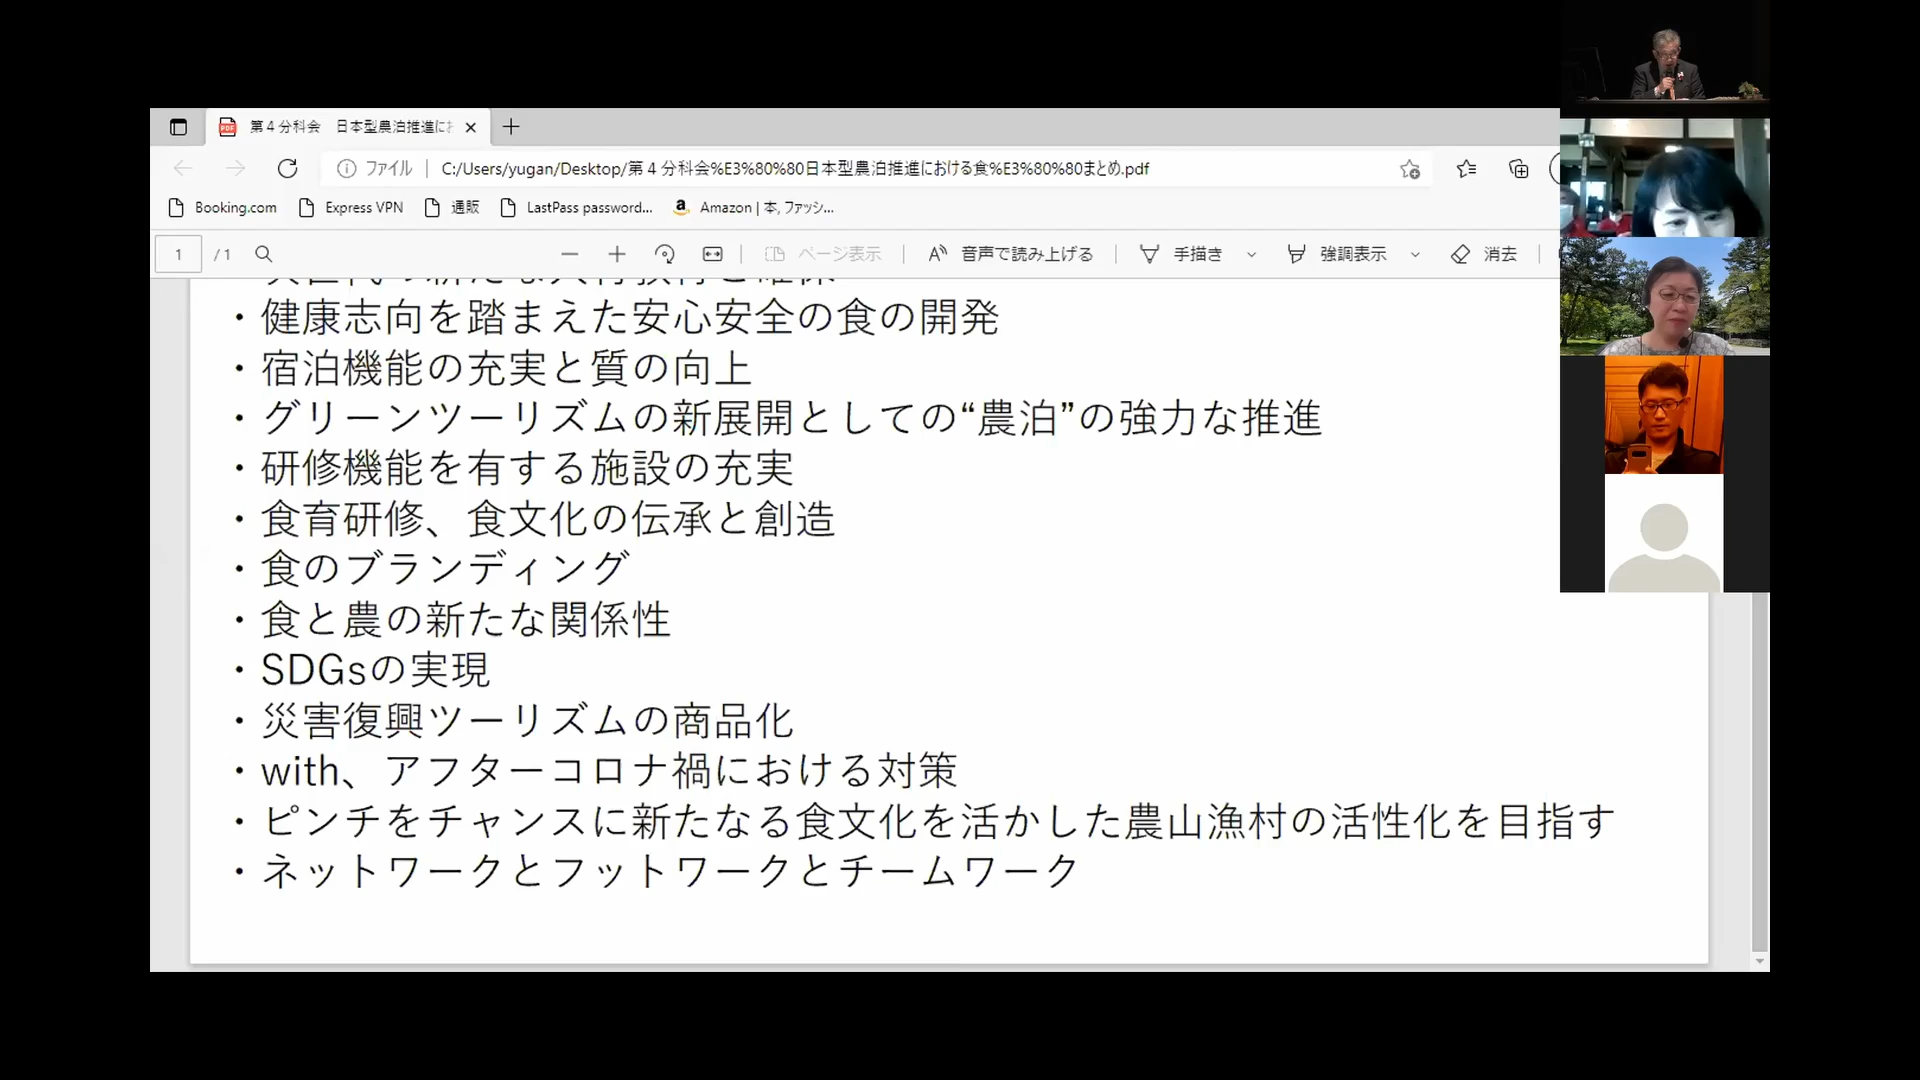 第４分科会　日本型農泊推進にお
ファイル
C:/Users/yugan/Desktop/第４分科会%E3%80%80日本型農泊推進における食%E3%80%80まとめ.pdf
Booking.com
Express VPN
通販
LastPass password...
Amazon | 本, ファッシ...
1 / 1
ページ表示
音声で読み上げる
手描き
強調表示
消去
・健康志向を踏まえた安心安全の食の開発
・宿泊機能の充実と質の向上
・グリーンツーリズムの新展開としての“農泊”の強力な推進
・研修機能を有する施設の充実
・食育研修、食文化の伝承と創造
・食のブランディング
・食と農の新たな関係性
・SDGsの実現
・災害復興ツーリズムの商品化
・with、アフターコロナ禍における対策
・ピンチをチャンスに新たなる食文化を活かした農山漁村の活性化を目指す
・ネットワークとフットワークとチームワーク